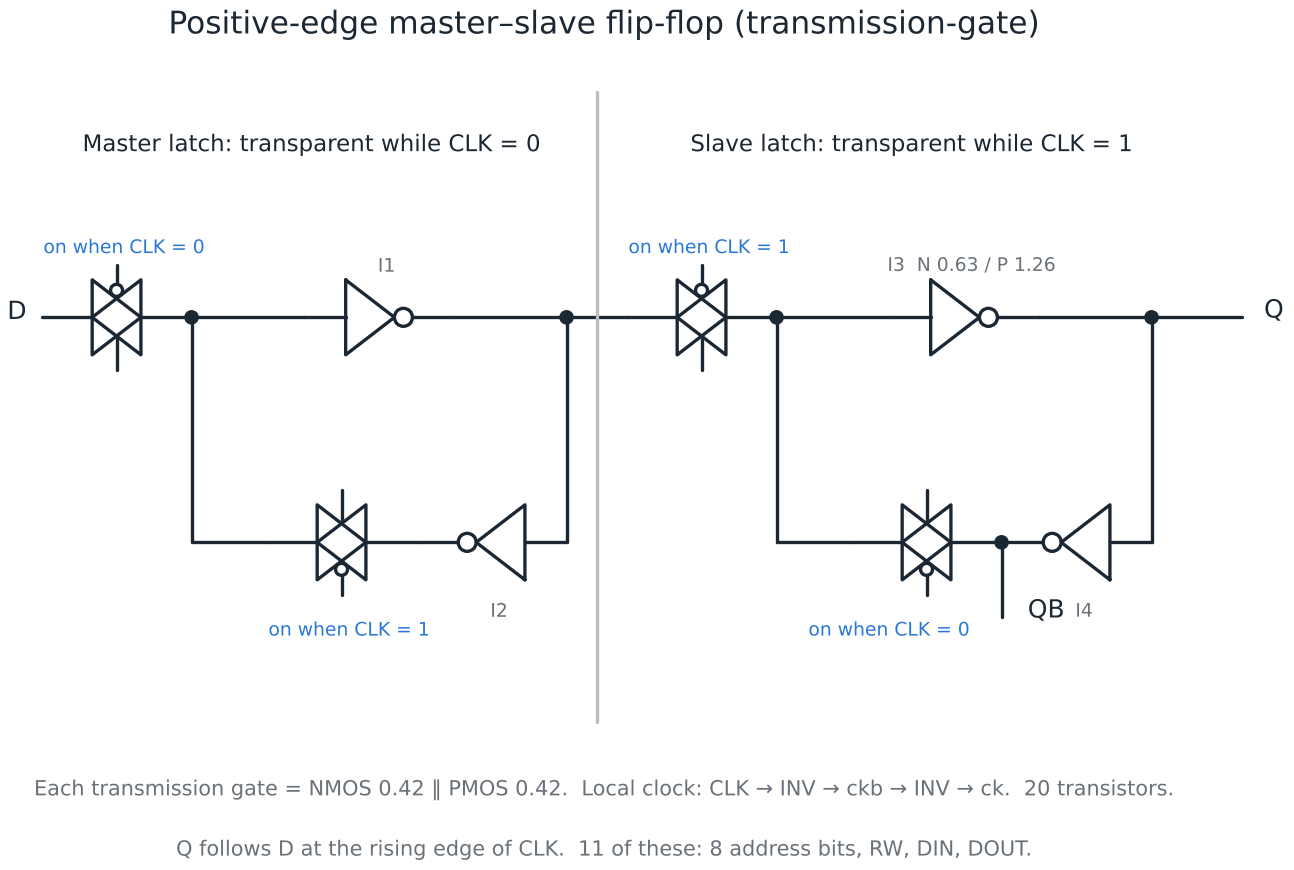 Positive-edge master–slave flip-flop (transmission-gate)
Master latch: transparent while CLK = 0
Slave latch: transparent while CLK = 1
on when CLK = 0
on when CLK = 1
I1
I3 N 0.63 / P 1.26
D
Q
I2
QB I4
on when CLK = 1
on when CLK = 0
Each transmission gate = NMOS 0.42 ∥ PMOS 0.42. Local clock: CLK → INV → ckb → INV → ck. 20 transistors.
Q follows D at the rising edge of CLK. 11 of these: 8 address bits, RW, DIN, DOUT.